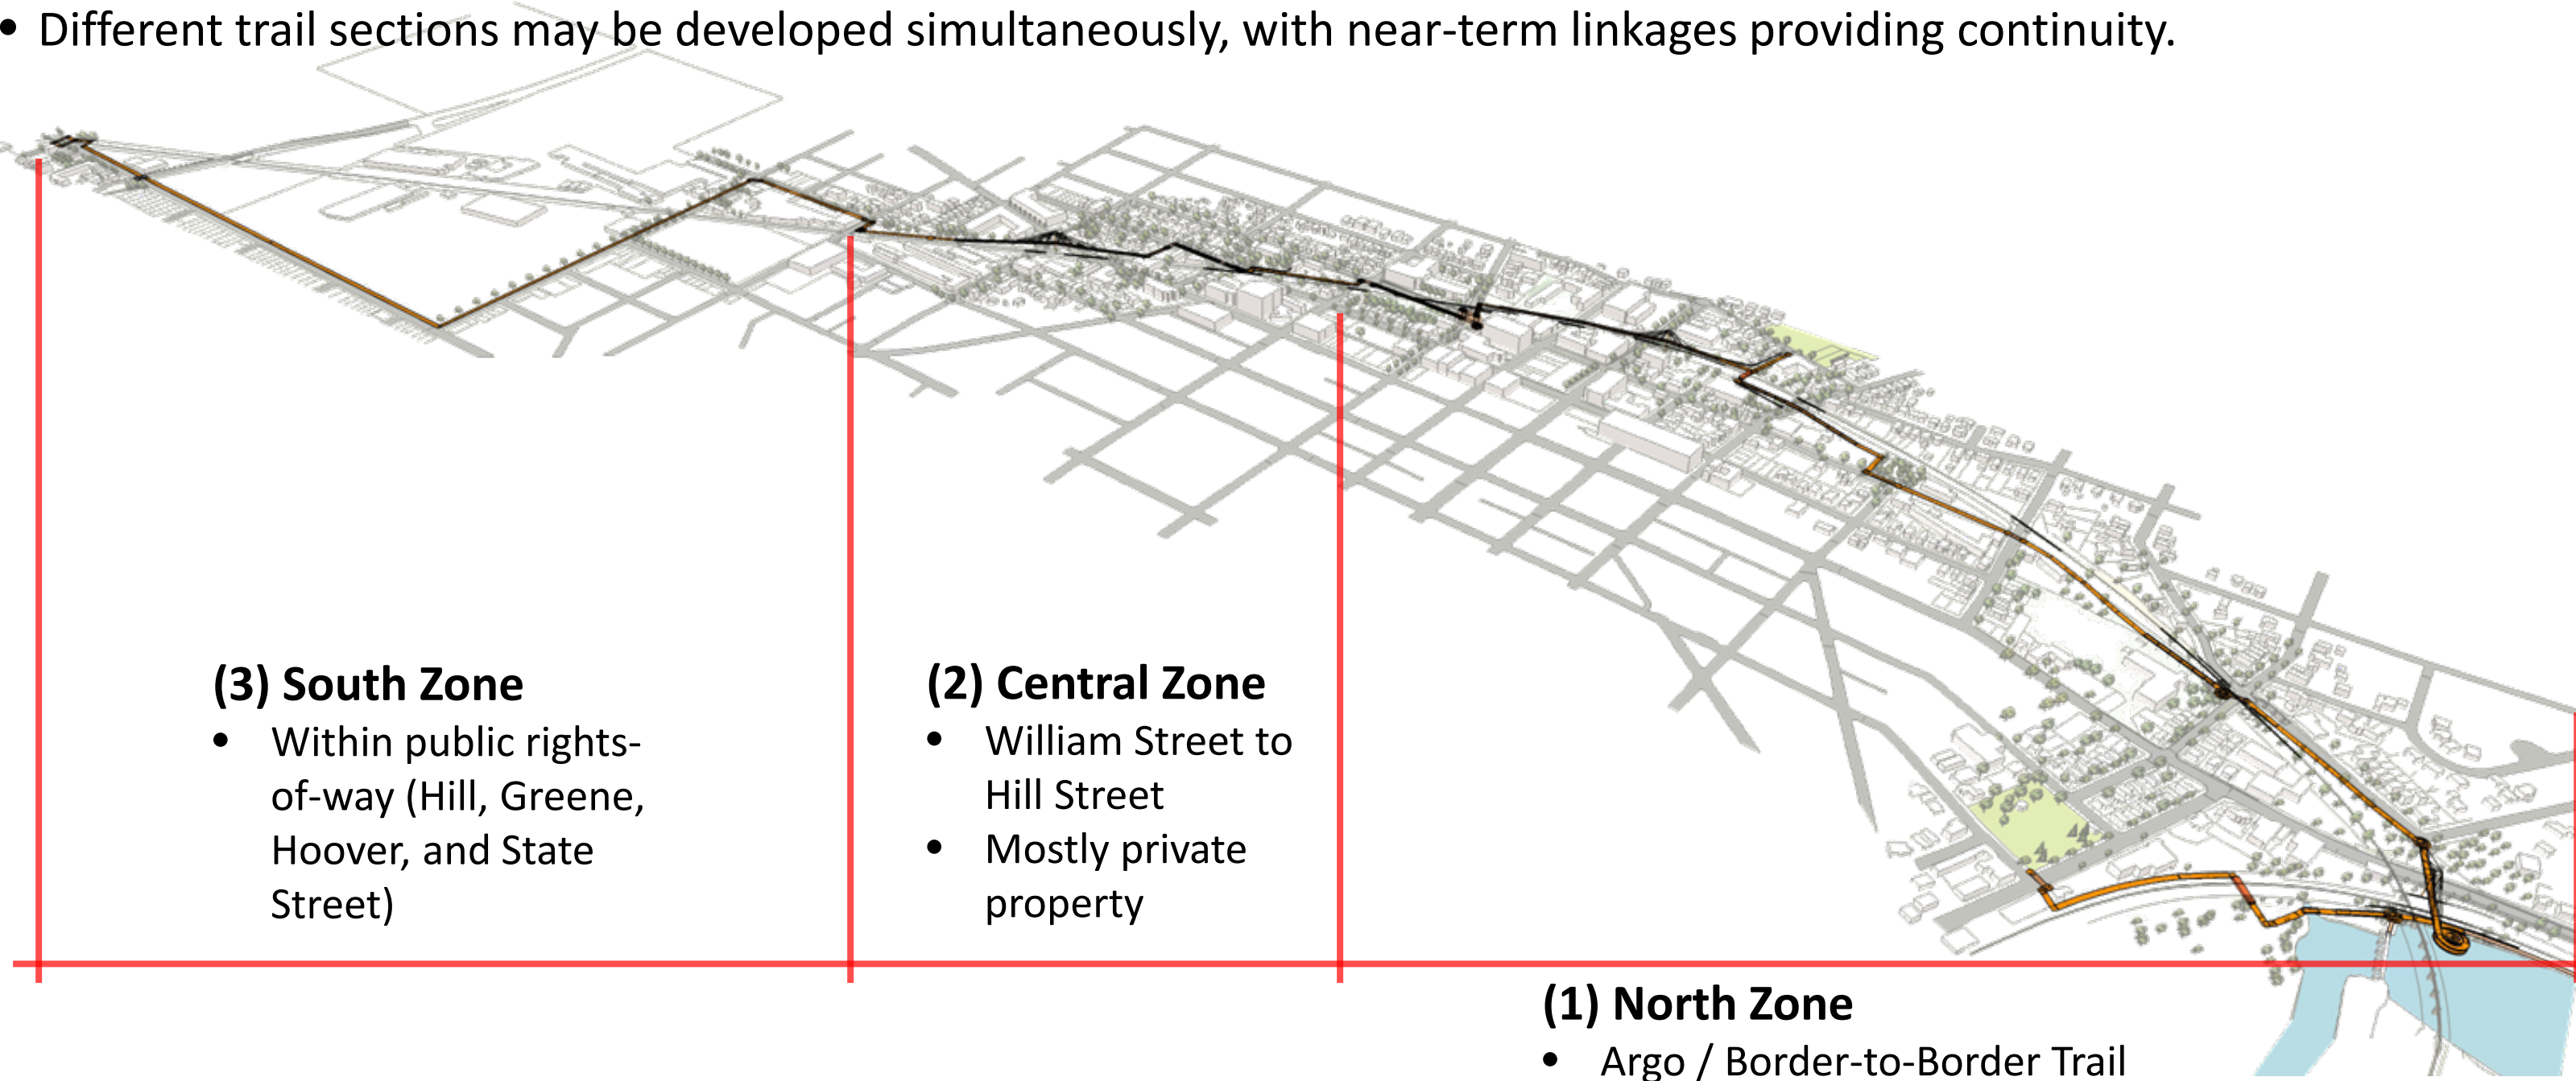 • Different trail sections may be developed simultaneously, with near-term linkages providing continuity.
(3) South Zone
• Within public rights-
of-way (Hill, Greene,
Hoover, and State
Street)
(2) Central Zone
• William Street to
Hill Street
• Mostly private
property
(1) North Zone
• Argo / Border-to-Border Trail